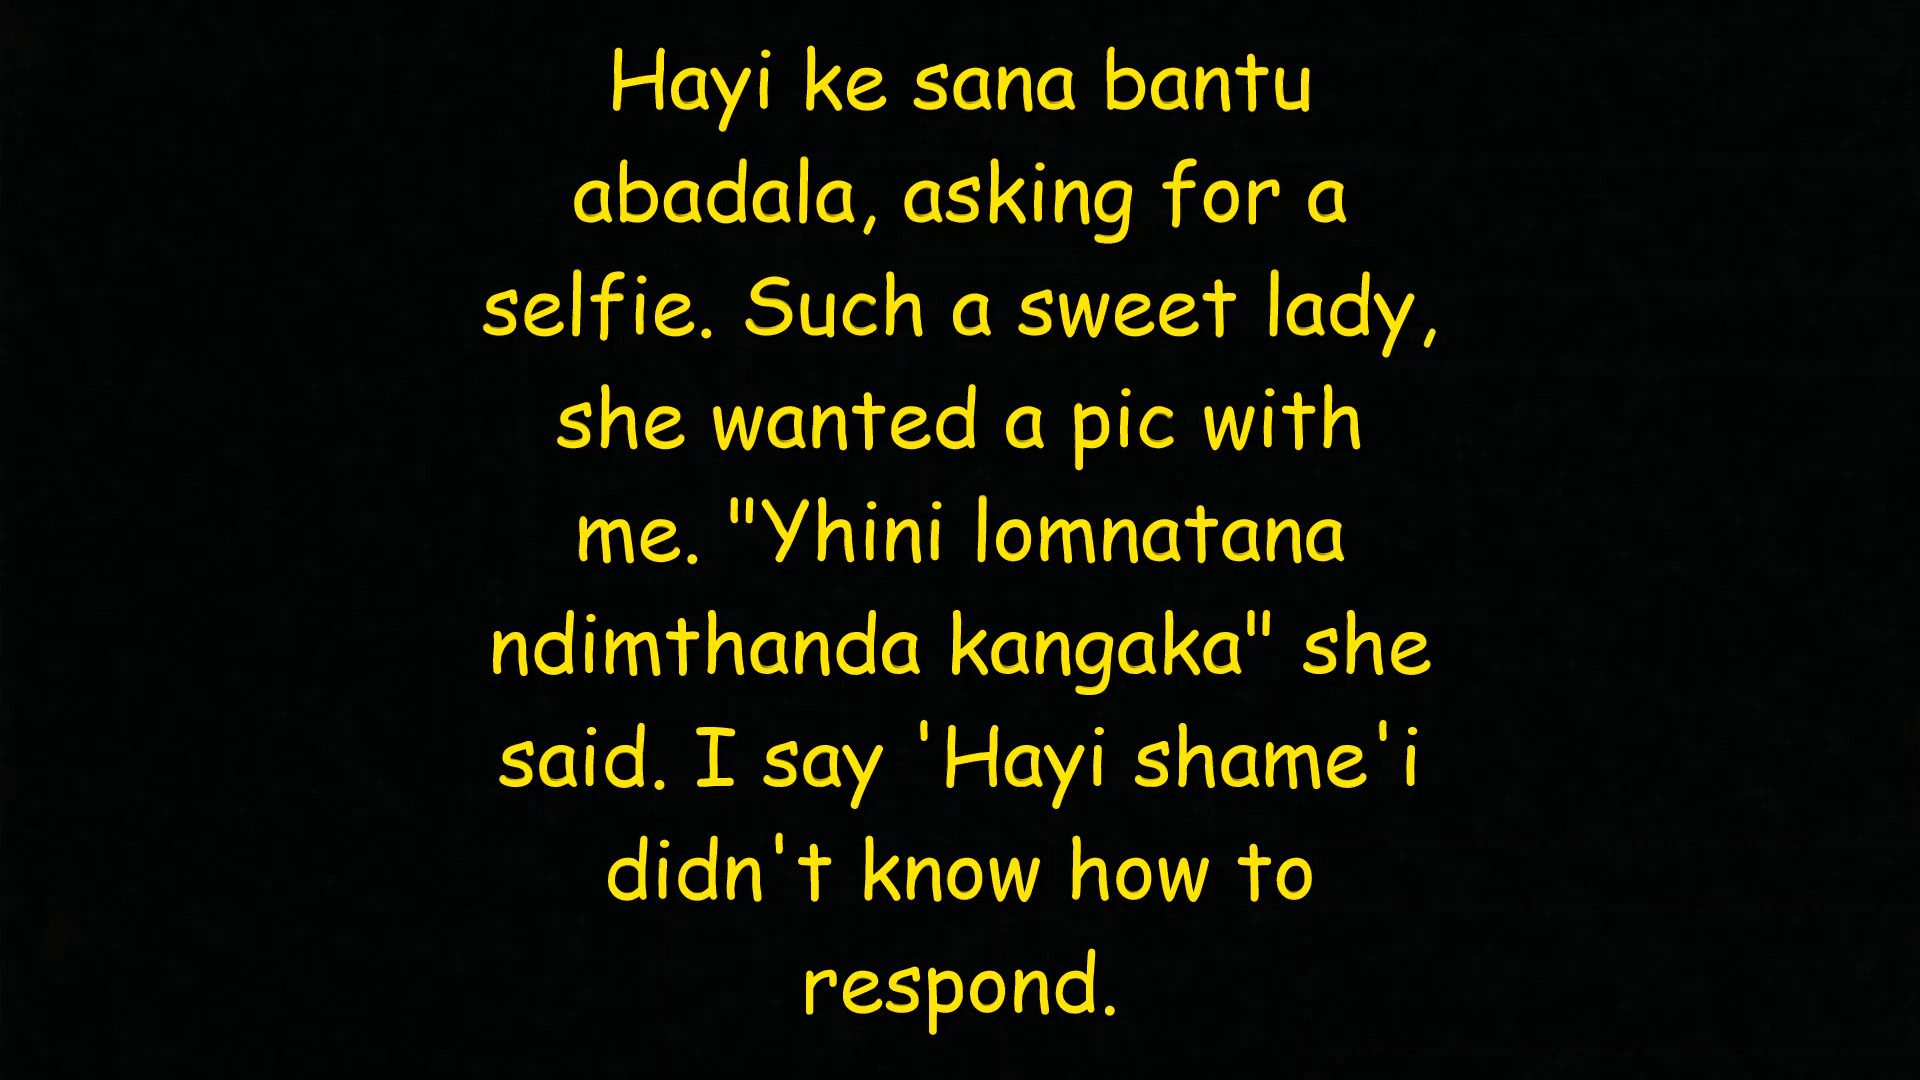 Hayi ke sana bantu
abadala, asking for a
selfie. Such a sweet lady,
she wanted a pic with
me. "Yhini lomnatana
ndimthanda kangaka" she
said. I say 'Hayi shame'i
didn't know how to
respond.